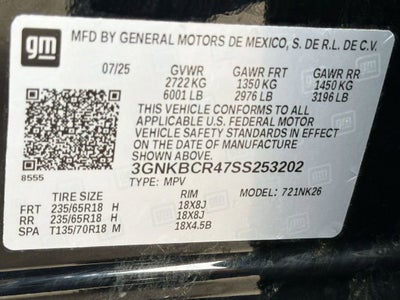 gm
MFD BY GENERAL MOTORS DE MEXICO, S. DE R.L. DE C.V.
07/25 GVWR GAWR FRT GAWR RR
2722 KG 1350 KG 1450 KG
6001 LB 2976 LB 3196 LB
THIS VEHICLE CONFORMS TO ALL
APPLICABLE U.S. FEDERAL MOTOR
VEHICLE SAFETY STANDARDS IN EFFECT ON
THE DATE OF MANUFACTURE SHOWN ABOVE.
8555 3GNKBCR47SS253202
TYPE: MPV MODEL: 721NK26
TIRE SIZE RIM
FRT 235/65R18 H 18X8J
RR 235/65R18 H 18X8J
SPA T135/70R18 M 18X4.5B